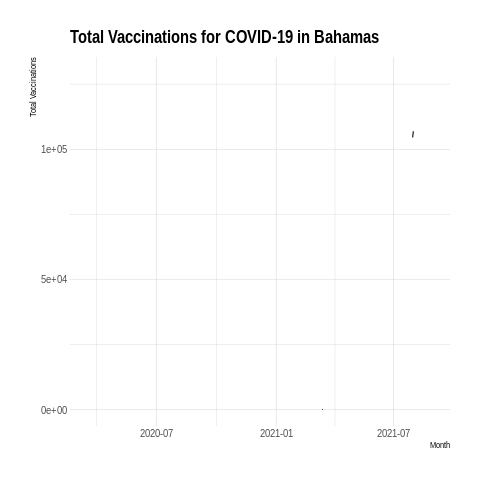 Total Vaccinations for COVID-19 in Bahamas
Total Vaccinations
1e+05
5e+04
0e+00
2020-07
2021-01
2021-07
Month